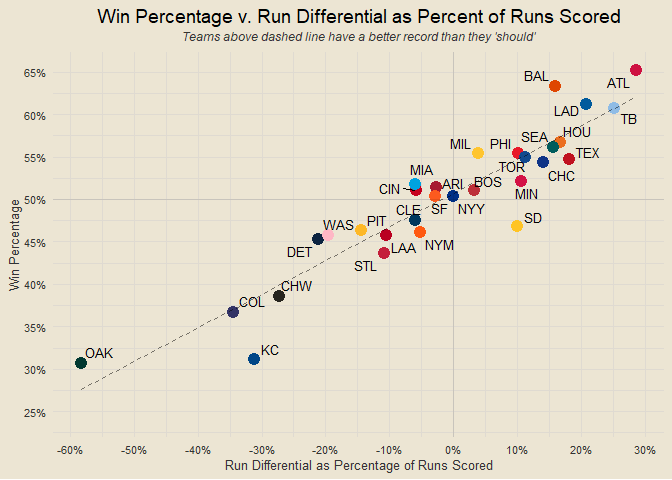 Win Percentage v. Run Differential as Percent of Runs Scored
Teams above dashed line have a better record than they 'should'
65%
60%
55%
50%
45%
40%
35%
30%
25%
Win Percentage
BAL
ATL
LAD
TB
SEA
HOU
MIL
PHI
TEX
TOR
CHC
MIA
CIN
ARI
BOS
MIN
CLE
SF
NYY
SD
WAS
PIT
DET
LAA
NYM
STL
CHW
COL
KC
OAK
-60%
-50%
-40%
-30%
-20%
-10%
0%
10%
20%
30%
Run Differential as Percentage of Runs Scored